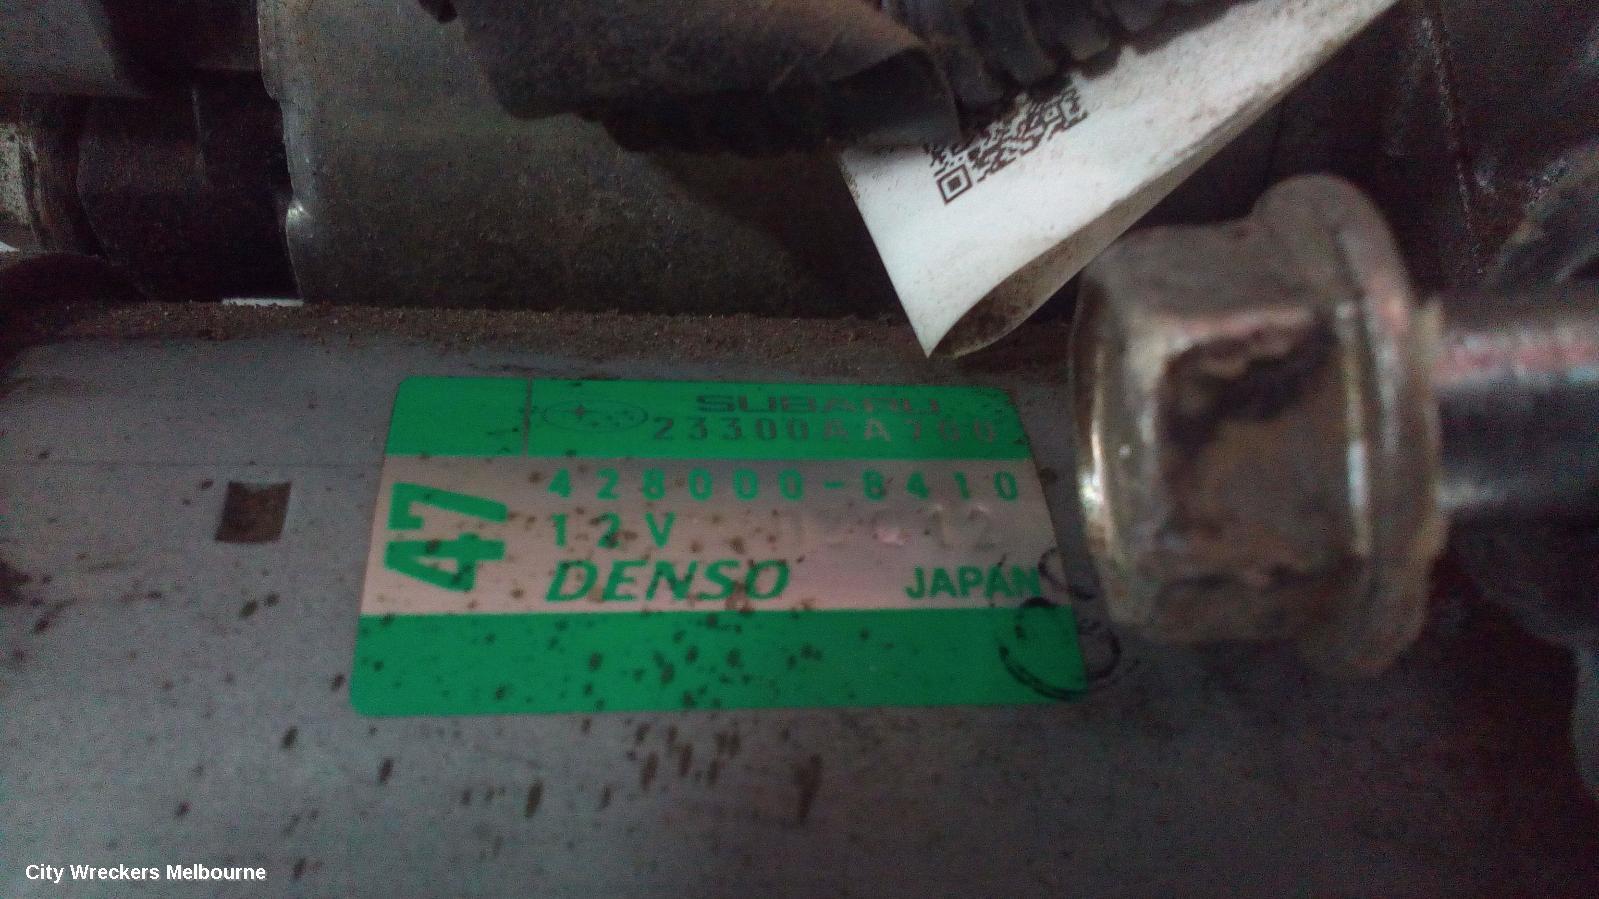 SUBARU
23300AA700
428000-8410
12V
47
DENSO JAPAN
City Wreckers Melbourne